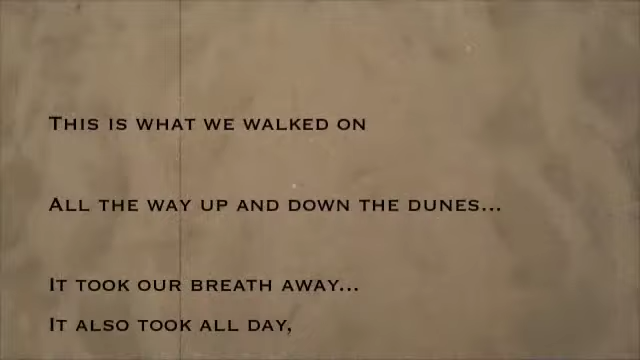 This is what we walked on
All the way up and down the dunes...
It took our breath away...
It also took all day,